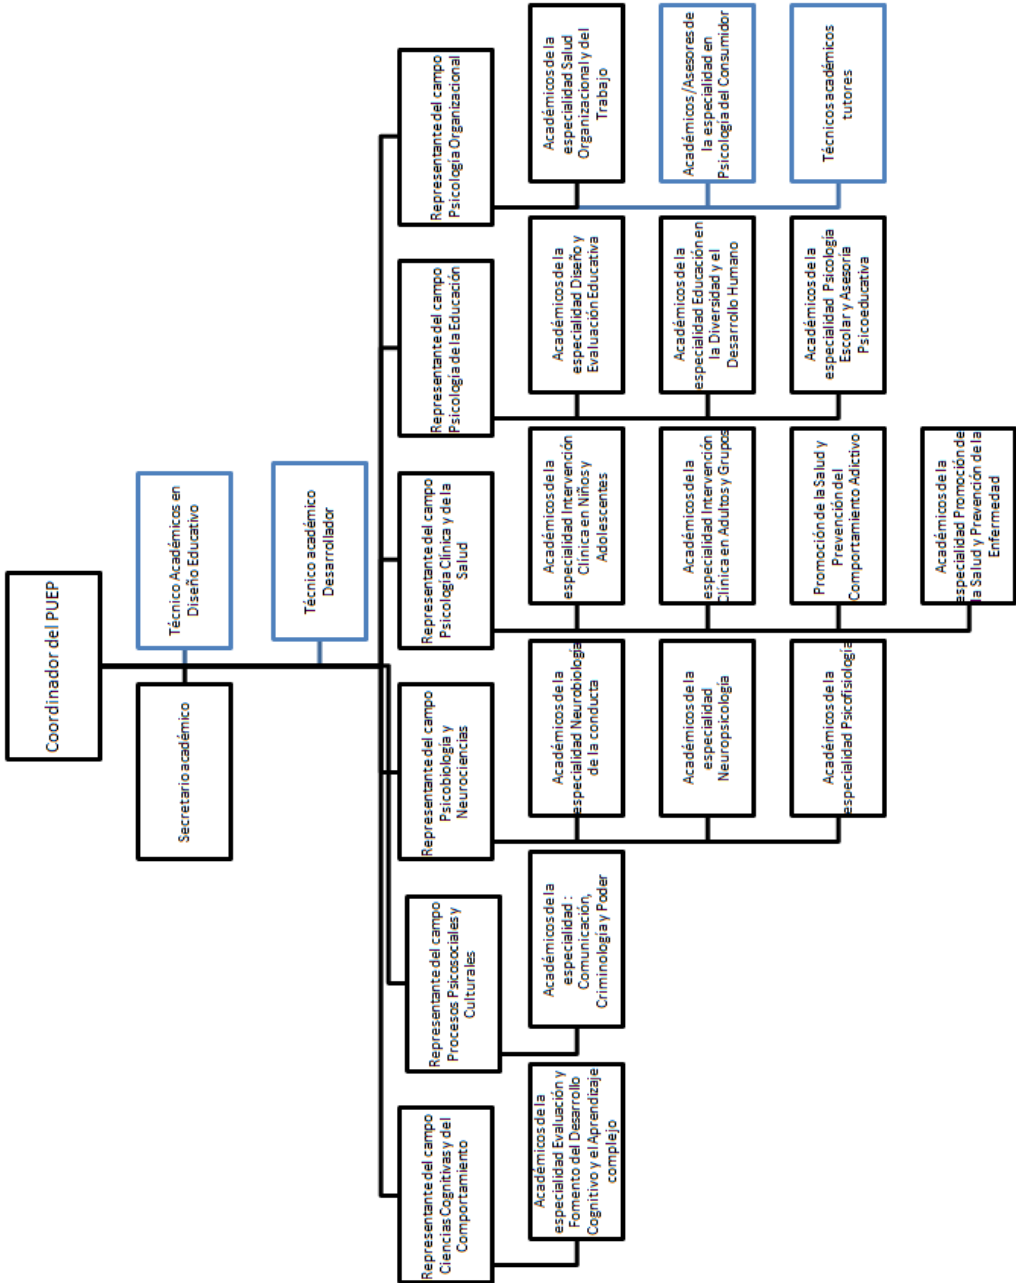 Coordinador del PUEP
Secretario académico
Técnico Académicos en
Diseño Educativo
Técnico académico
Desarrollador
Representante del campo
Ciencias Cognitivas y del
Comportamiento
Representante del campo
Procesos Psicosociales y
Culturales
Representante del campo
Psicobiología y
Neurociencias
Representante del campo
Psicología Clínica y de la
Salud
Representante del campo
Psicología de la Educación
Representante del campo
Psicología Organizacional
Académicos de la
especialidad Evaluación y
Fomento del Desarrollo
Cognitivo y el Aprendizaje
complejo
Académicos de la
especialidad :
Comunicación,
Criminología y Poder
Académicos de la
especialidad Neurobiología
de la conducta
Académicos de la
especialidad Intervención
Clínica en Niños y
Adolescentes
Académicos de la
especialidad Diseño y
Evaluación Educativa
Académicos de la
especialidad Salud
Organizacional y del
Trabajo
Académicos de la
especialidad
Neuropsicología
Académicos de la
especialidad Intervención
Clínica en Adultos y Grupos
Académicos de la
especialidad Educación en
la Diversidad y el
Desarrollo Humano
Académicos /Asesores de
la especialidad en
Psicología del Consumidor
Académicos de la
especialidad Psicofisiología
Promoción de la Salud y
Prevención del
Comportamiento Adictivo
Académicos de la
especialidad Psicología
Escolar y Asesoría
Psicoeducativa
Técnicos académicos
tutores
Académicos de la
especialidad Promoción de
la Salud y Prevención de la
Enfermedad